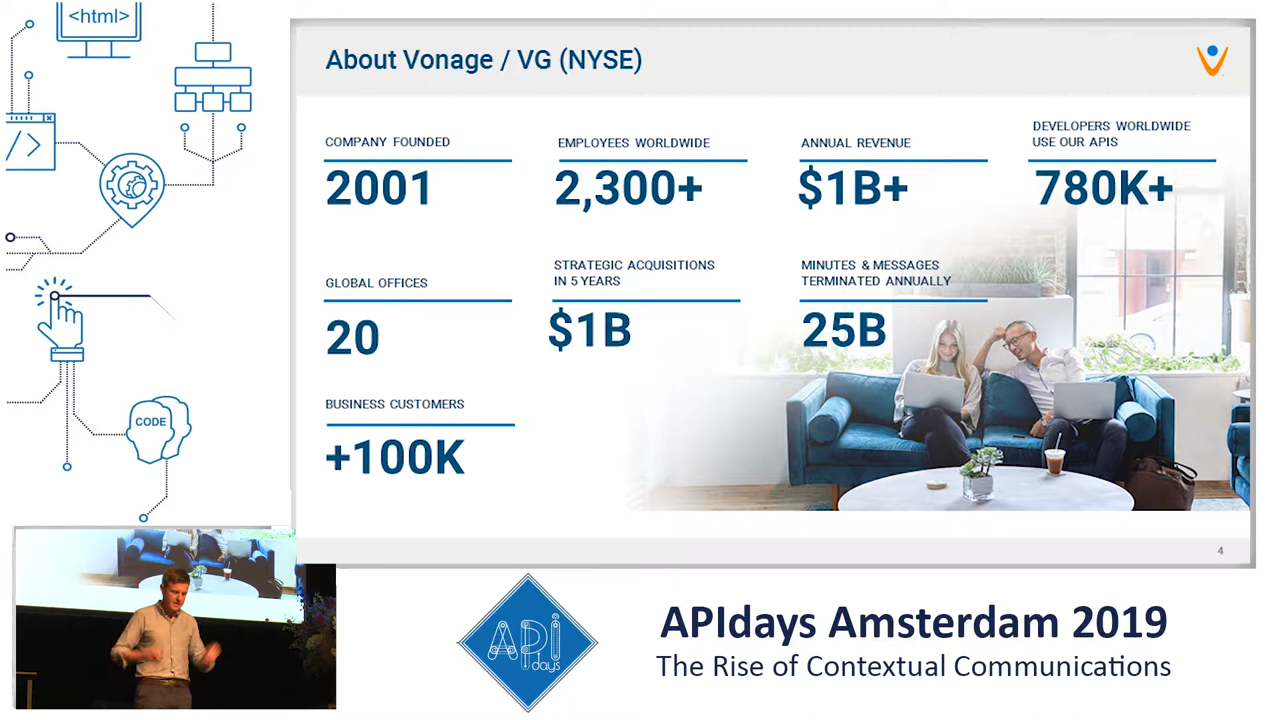 <html>
About Vonage / VG (NYSE)
COMPANY FOUNDED
2001
EMPLOYEES WORLDWIDE
2,300+
ANNUAL REVENUE
$1B+
DEVELOPERS WORLDWIDE
USE OUR APIS
780K+
GLOBAL OFFICES
20
STRATEGIC ACQUISITIONS
IN 5 YEARS
$1B
MINUTES & MESSAGES
TERMINATED ANNUALLY
25B
BUSINESS CUSTOMERS
+100K
CODE
4
API
days
APIdays Amsterdam 2019
The Rise of Contextual Communications